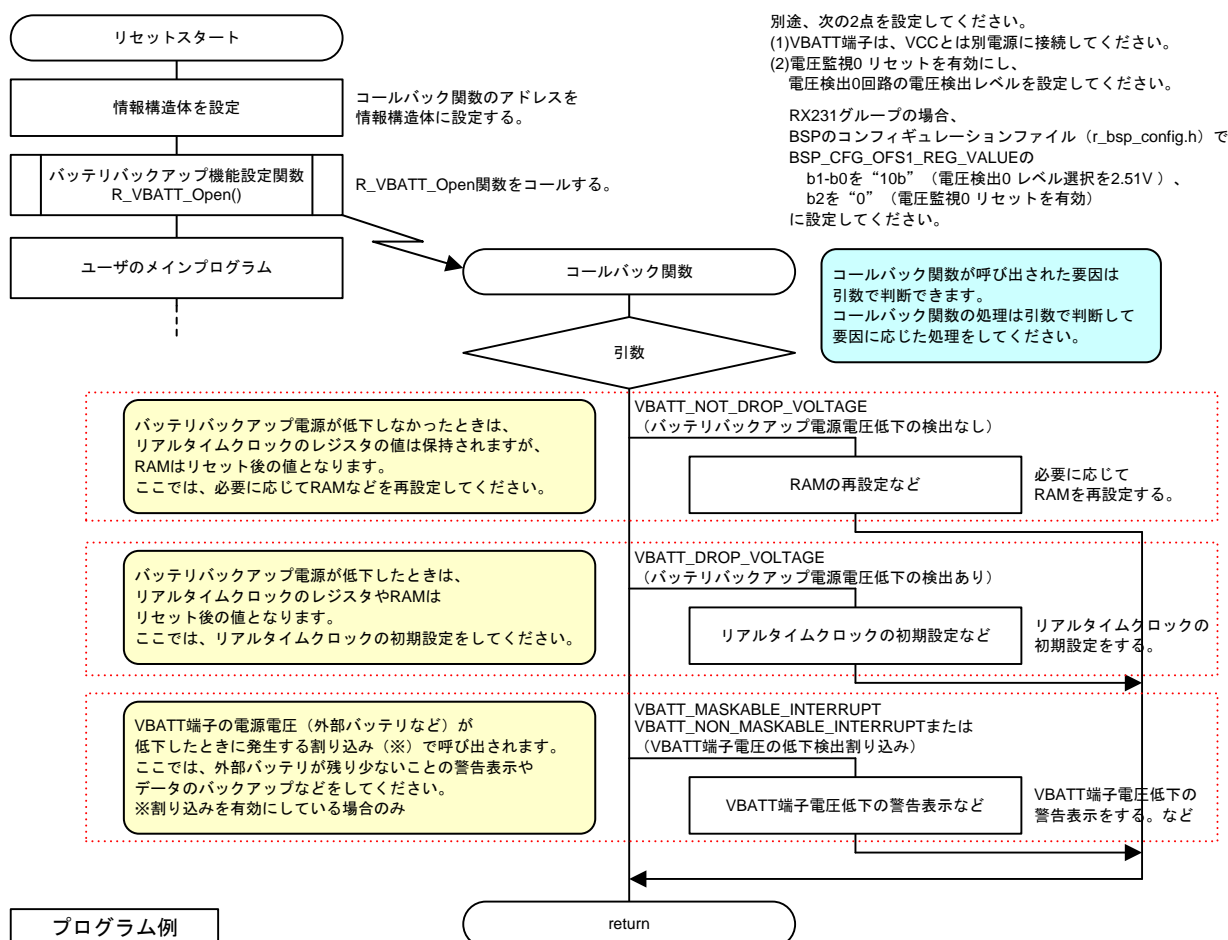 リセットスタート
情報構造体を設定
コールバック関数のアドレスを
情報構造体に設定する。
バッテリバックアップ機能設定関数
R_VBATT_Open()
R_VBATT_Open関数をコールする。
ユーザのメインプログラム
別途、次の2点を設定してください。
(1)VBATT端子は、VCCとは別電源に接続してください。
(2)電圧監視0 リセットを有効にし、
電圧検出0回路の電圧検出レベルを設定してください。
RX231グループの場合、
BSPのコンフィギュレーションファイル（r_bsp_config.h）で
BSP_CFG_OFS1_REG_VALUEの
b1-b0を“10b”（電圧検出0 レベル選択を2.51V ）、
b2を“0”（電圧監視0 リセットを有効）
に設定してください。
コールバック関数
コールバック関数が呼び出された要因は
引数で判断できます。
コールバック関数の処理は引数で判断して
要因に応じた処理をしてください。
引数
バッテリバックアップ電源が低下しなかったときは、
リアルタイムクロックのレジスタの値は保持されますが、
RAMはリセット後の値となります。
ここでは、必要に応じてRAMなどを再設定してください。
VBATT_NOT_DROP_VOLTAGE
（バッテリバックアップ電源電圧低下の検出なし）
RAMの再設定など
必要に応じて
RAMを再設定する。
バッテリバックアップ電源が低下したときは、
リアルタイムクロックのレジスタやRAMは
リセット後の値となります。
ここでは、リアルタイムクロックの初期設定をしてください。
VBATT_DROP_VOLTAGE
（バッテリバックアップ電源電圧低下の検出あり）
リアルタイムクロックの初期設定など
リアルタイムクロックの
初期設定をする。
VBATT端子の電源電圧（外部バッテリなど）が
低下したときに発生する割り込み（※）で呼び出されます。
ここでは、外部バッテリが残り少ないことの警告表示や
データのバックアップなどをしてください。
※割り込みを有効にしている場合のみ
VBATT_MASKABLE_INTERRUPT
VBATT_NON_MASKABLE_INTERRUPTまたは
（VBATT端子電圧の低下検出割り込み）
VBATT端子電圧低下の警告表示など
VBATT端子電圧低下の
警告表示をする。など
return
プログラム例